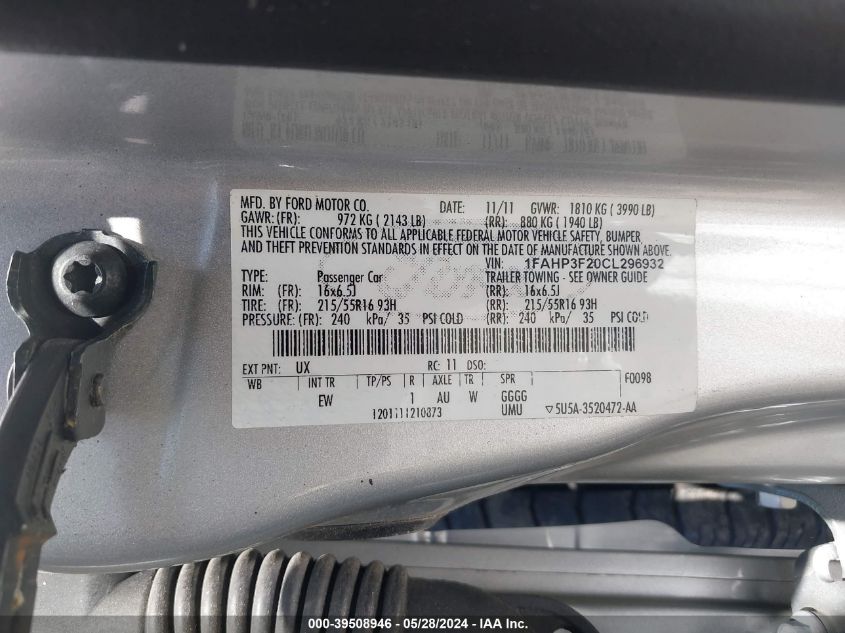 MFD. BY FORD MOTOR CO. DATE: 11/11 GVWR: 1810 KG ( 3990 LB)
GAWR: (FR): 972 KG ( 2143 LB) (RR): 880 KG ( 1940 LB)
THIS VEHICLE CONFORMS TO ALL APPLICABLE FEDERAL MOTOR VEHICLE SAFETY, BUMPER
AND THEFT PREVENTION STANDARDS IN EFFECT ON THE DATE OF MANUFACTURE SHOWN ABOVE.
VIN: 1FAHP3F20CL296932
TYPE: Passenger Car TRAILER TOWING - SEE OWNER GUIDE
RIM: (FR): 16x6.5J (RR): 16x6.5J
TIRE: (FR): 215/55R16 93H (RR): 215/55R16 93H
PRESSURE: (FR): 240 kPa/ 35 PSI COLD (RR): 240 kPa/ 35 PSI COLD
EXT PNT: UX RC: 11 DSO:
WB INT TR TP/PS R AXLE TR SPR F0098
EW 1 AU W GGGG
1201111210873 UMU ▽5U5A-3520472-AA
000-39508946 - 05/28/2024 - IAA Inc.